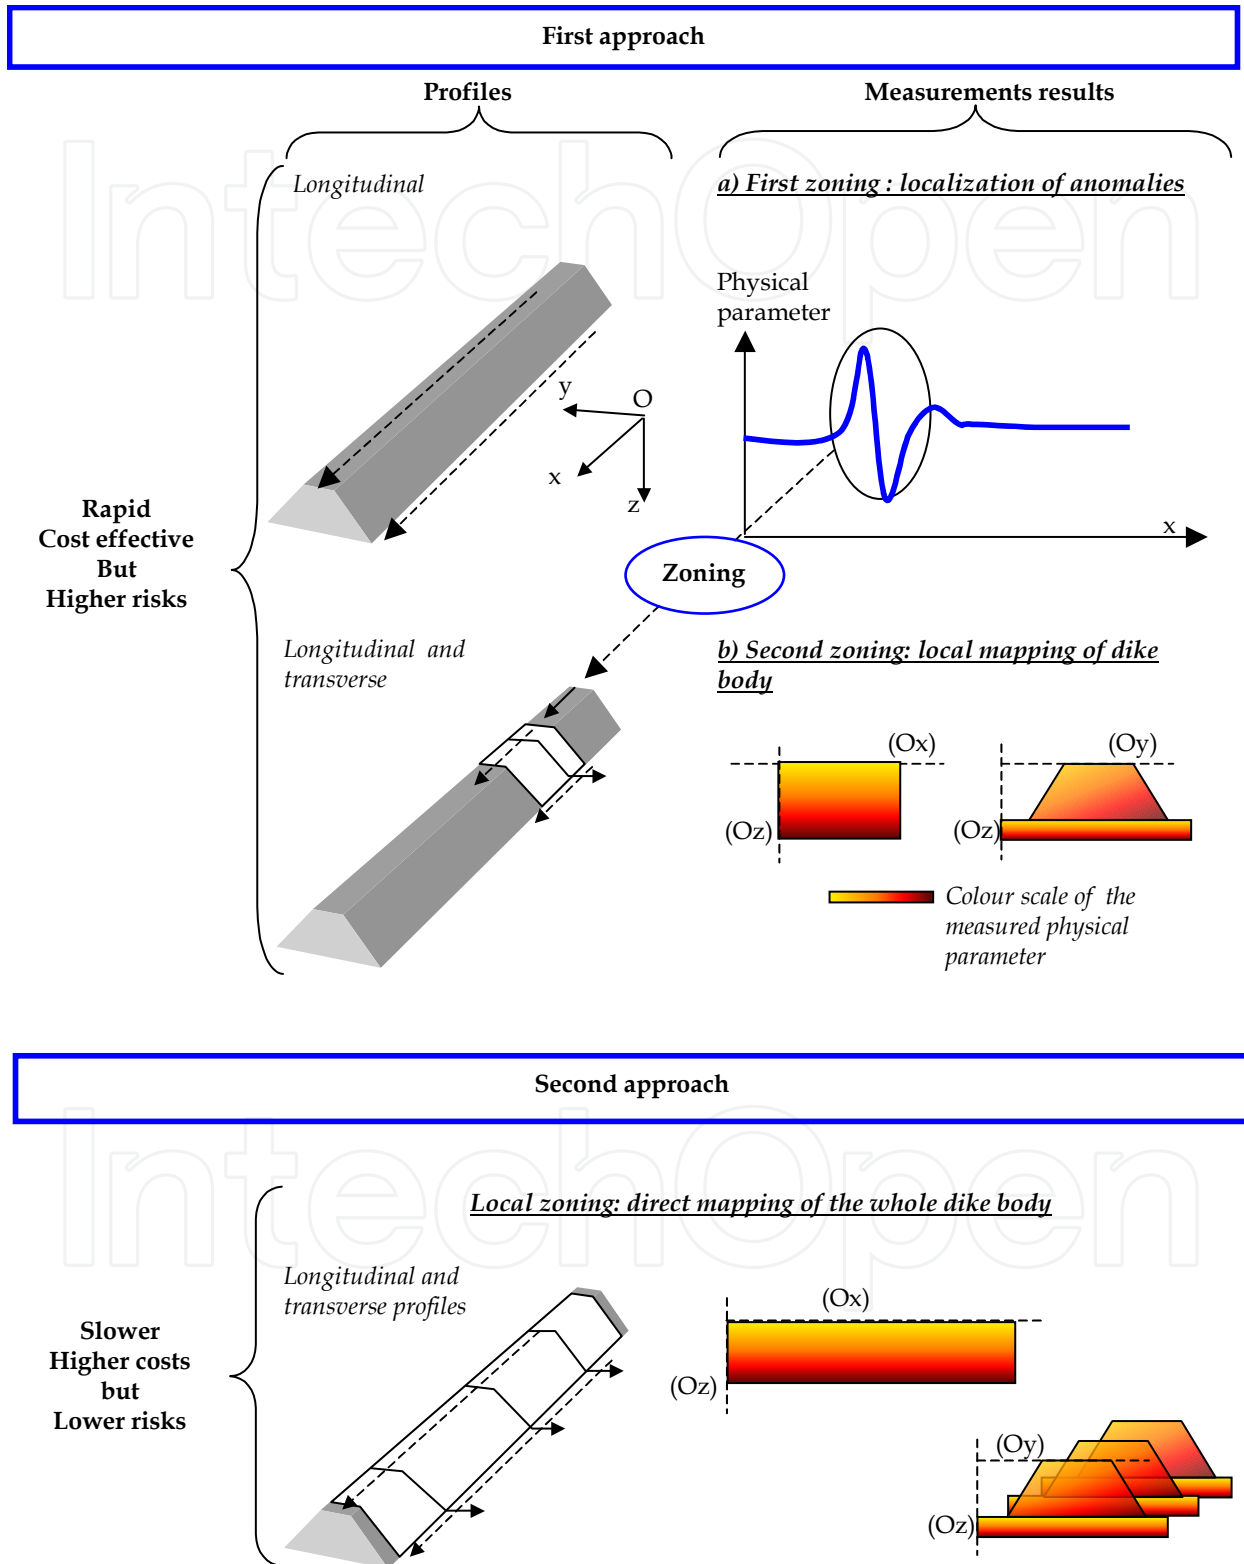 First approach
Profiles
Measurements results
IntechOpen
Longitudinal
a) First zoning : localization of anomalies
Physical
parameter
y
O
x
z
x
Rapid
Cost effective
But
Higher risks
Zoning
Longitudinal and
transverse
b) Second zoning: local mapping of dike
body
(Ox)
(Oy)
(Oz)
(Oz)
Colour scale of the
measured physical
parameter
Second approach
IntechOpen
Local zoning: direct mapping of the whole dike body
Longitudinal and
transverse profiles
(Ox)
Slower
Higher costs
but
Lower risks
(Oz)
(Oy)
(Oz)